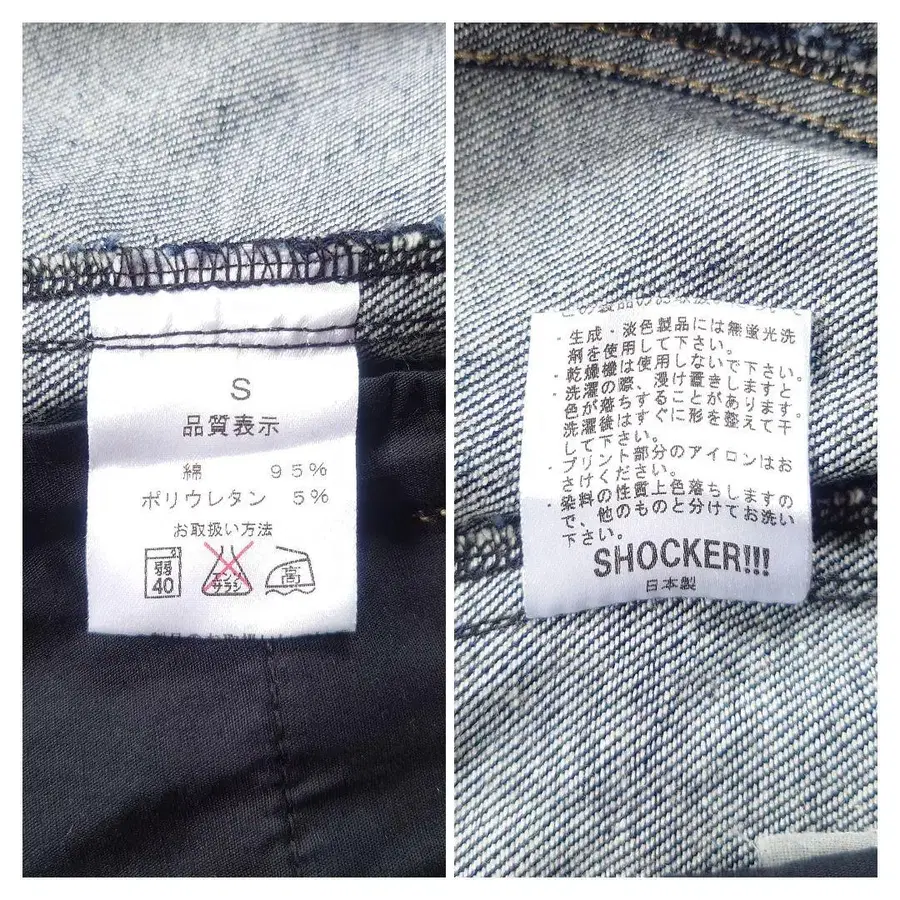 S
品質表示
綿 95%
ポリウレタン 5%
お取扱い方法
弱
40
エンソ
サラシ
高
・生成・淡色製品には無蛍光洗
剤を使用して下さい。
・乾燥機は使用しないで下さい。
・洗濯の際、浸け置きしますと
色が落ちることがあります。
洗濯後はすぐに形を整えて干
して下さい。
・プリント部分のアイロンはお
さけください。
・染料の性質上色落ちしますの
で、他のものと分けてお洗い
下さい。
SHOCKER!!!
日本製